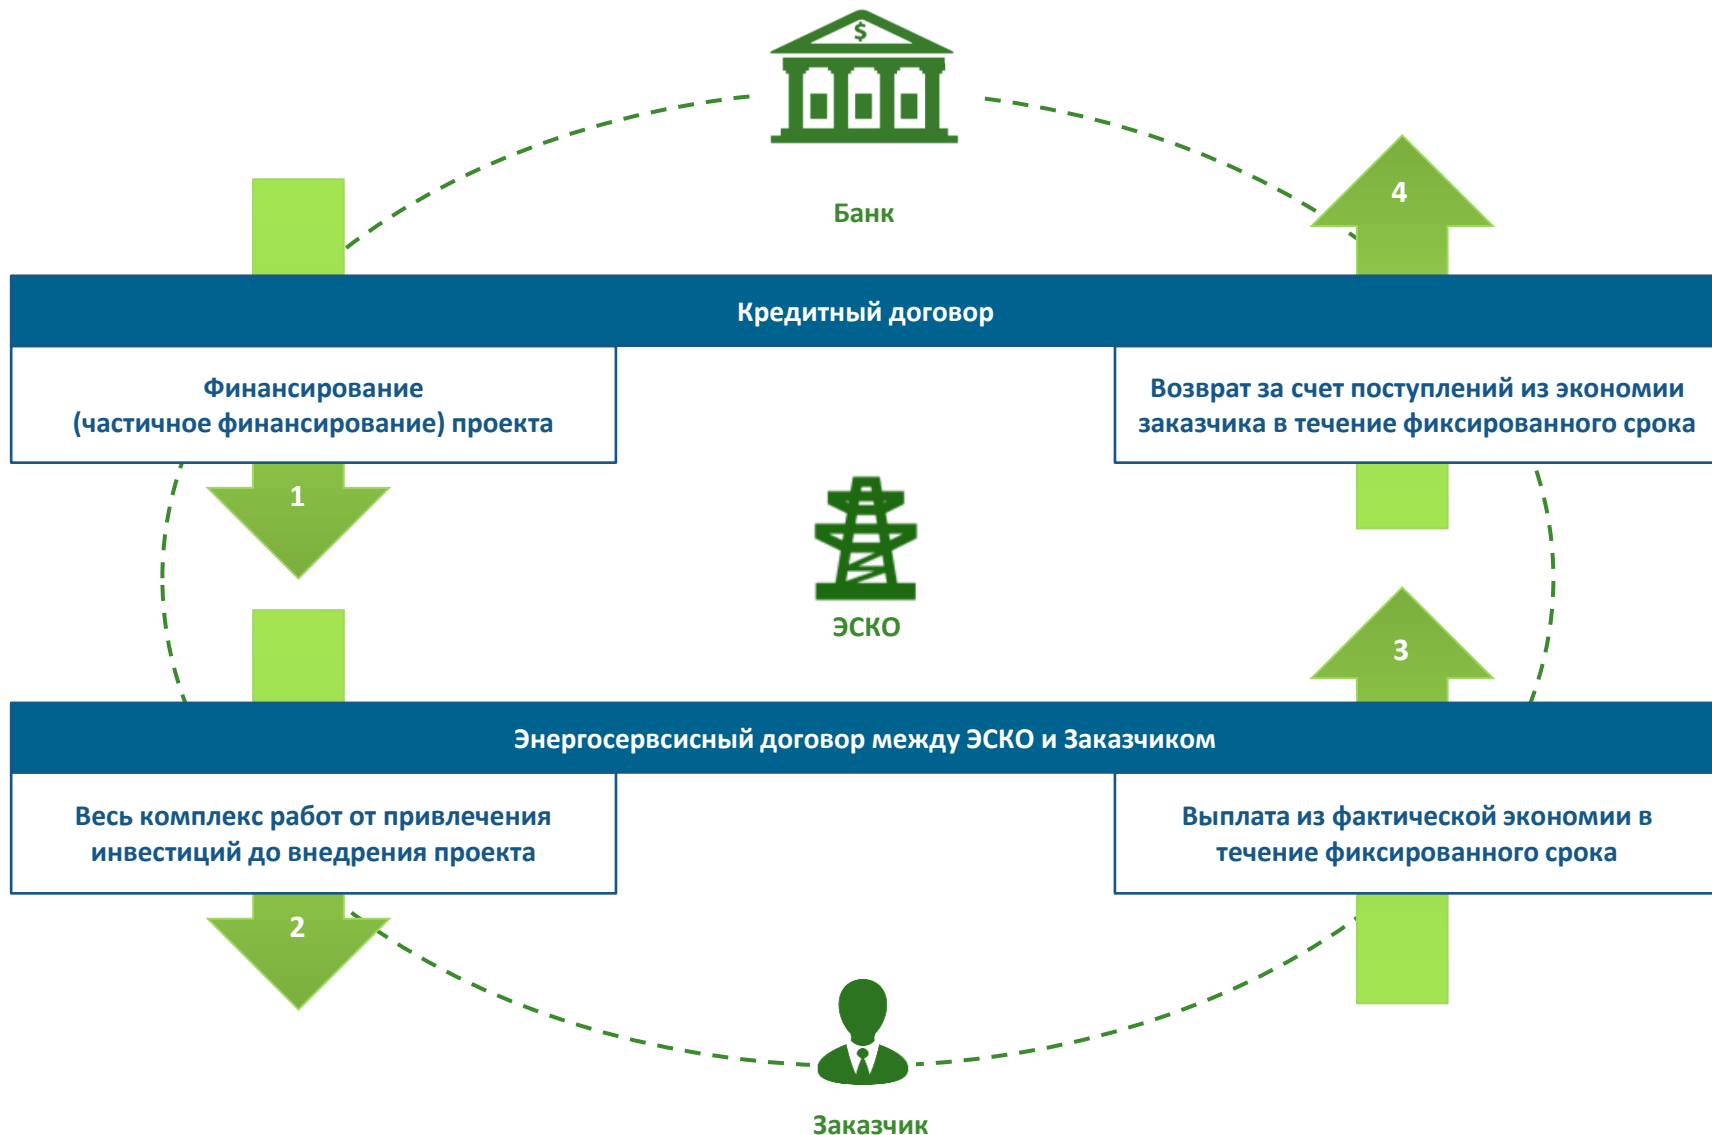 $
Банк
4
Кредитный договор
Финансирование
(частичное финансирование) проекта
Возврат за счет поступлений из экономии
заказчика в течение фиксированного срока
1
ЭСКО
3
Энергосервсисный договор между ЭСКО и Заказчиком
Весь комплекс работ от привлечения
инвестиций до внедрения проекта
Выплата из фактической экономии в
течение фиксированного срока
2
Заказчик